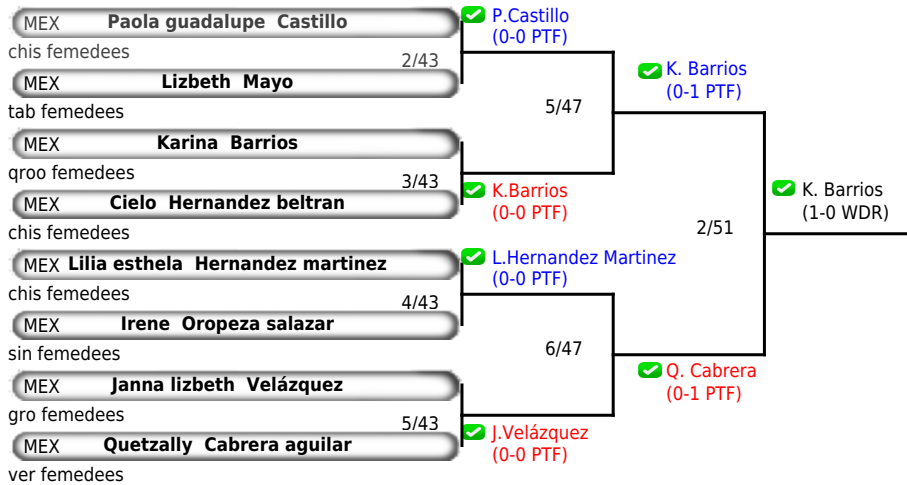 MEX Paola guadalupe Castillo
chis femedees
2/43
MEX Lizbeth Mayo
tab femedees
MEX Karina Barrios
qroo femedees
3/43
MEX Cielo Hernandez beltran
chis femedees
MEX Lilia esthela Hernandez martinez
chis femedees
4/43
MEX Irene Oropeza salazar
sin femedees
MEX Janna lizbeth Velázquez
gro femedees
5/43
MEX Quetzally Cabrera aguilar
ver femedees
P.Castillo
(0-0 PTF)
5/47
K.Barrios
(0-0 PTF)
L.Hernandez Martinez
(0-0 PTF)
6/47
J.Velázquez
(0-0 PTF)
K. Barrios
(0-1 PTF)
2/51
Q. Cabrera
(0-1 PTF)
K. Barrios
(1-0 WDR)